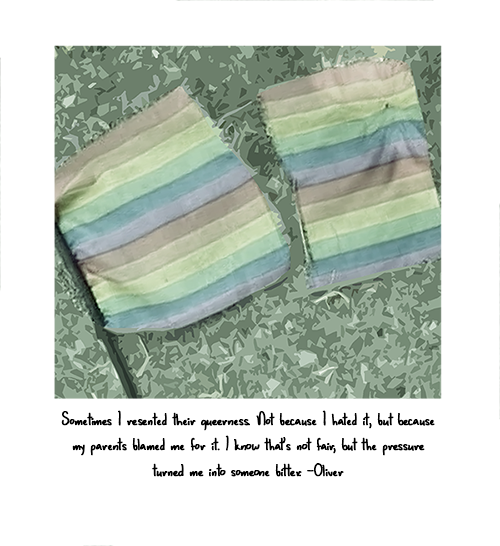 Sometimes I resented their queerness. Not because I hated it, but because
my parents blamed me for it. I know that's not fair, but the pressure
turned me into someone bitter. -Oliver